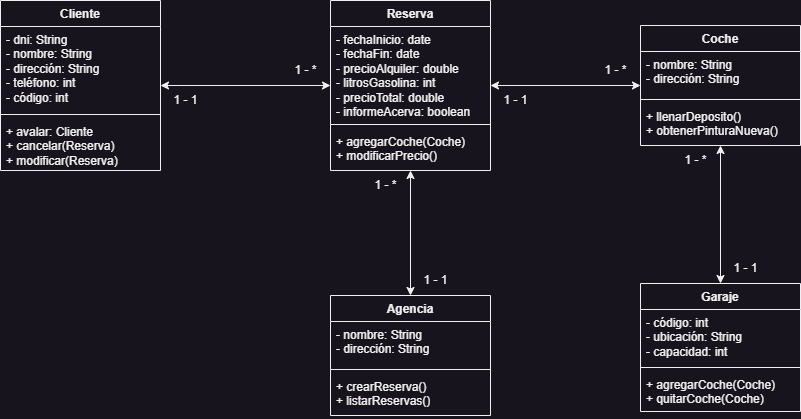 Cliente
- dni: String
- nombre: String
- dirección: String
- teléfono: int
- código: int
+ avalar: Cliente
+ cancelar(Reserva)
+ modificar(Reserva)
1 - 1
1 - *
Reserva
- fechaInicio: date
- fechaFin: date
- precioAlquiler: double
- litrosGasolina: int
- precioTotal: double
- informeAcerva: boolean
+ agregarCoche(Coche)
+ modificarPrecio()
1 - 1
1 - *
Coche
- nombre: String
- dirección: String
+ llenarDeposito()
+ obtenerPinturaNueva()
1 - *
1 - 1
Agencia
- nombre: String
- dirección: String
+ crearReserva()
+ listarReservas()
1 - *
1 - 1
Garaje
- código: int
- ubicación: String
- capacidad: int
+ agregarCoche(Coche)
+ quitarCoche(Coche)